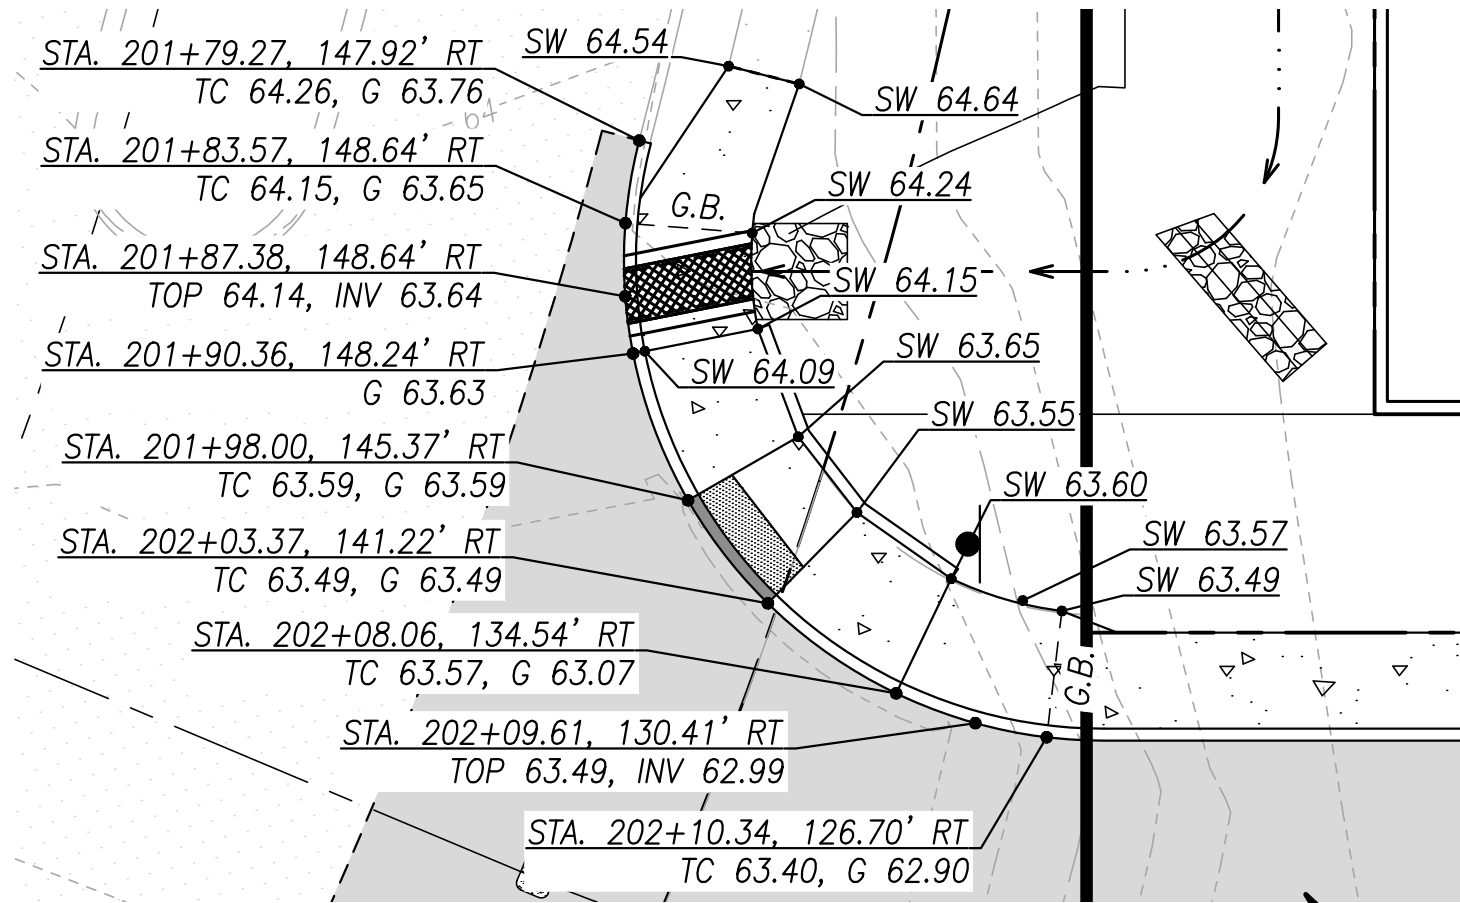 STA. 201+79.27, 147.92' RT
TC 64.26, G 63.76
SW 64.54
SW 64.64
64
STA. 201+83.57, 148.64' RT
TC 64.15, G 63.65
SW 64.24
G.B.
STA. 201+87.38, 148.64' RT
TOP 64.14, INV 63.64
SW 64.15
STA. 201+90.36, 148.24' RT
G 63.63
SW 63.65
SW 64.09
SW 63.55
STA. 201+98.00, 145.37' RT
TC 63.59, G 63.59
SW 63.60
STA. 202+03.37, 141.22' RT
TC 63.49, G 63.49
SW 63.57
SW 63.49
STA. 202+08.06, 134.54' RT
TC 63.57, G 63.07
G.B.
STA. 202+09.61, 130.41' RT
TOP 63.49, INV 62.99
STA. 202+10.34, 126.70' RT
TC 63.40, G 62.90